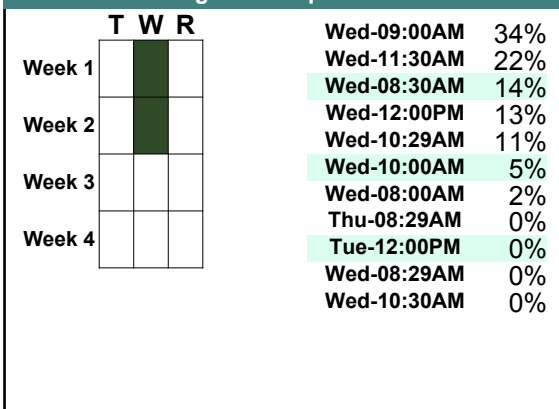 T W R
Week 1
Week 2
Week 3
Week 4
Wed-09:00AM 34%
Wed-11:30AM 22%
Wed-08:30AM 14%
Wed-12:00PM 13%
Wed-10:29AM 11%
Wed-10:00AM 5%
Wed-08:00AM 2%
Thu-08:29AM 0%
Tue-12:00PM 0%
Wed-08:29AM 0%
Wed-10:30AM 0%